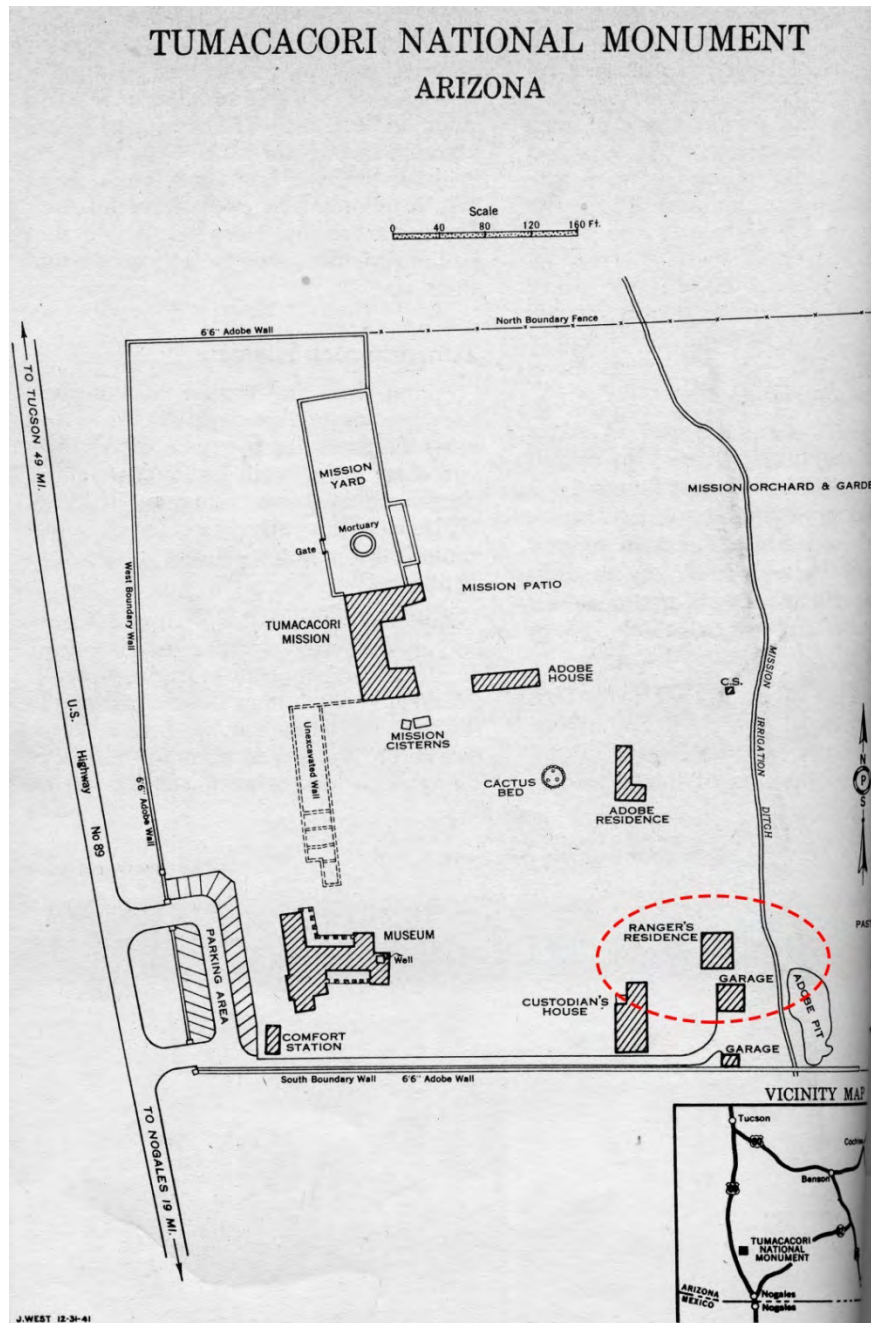 TUMACACORI NATIONAL MONUMENT
ARIZONA
Scale
0 40 80 120 160 Ft.
6'6" Adobe Wall
North Boundary Fence
TO TUCSON 49 MI.
MISSION
YARD
MISSION ORCHARD & GARDE
Mortuary
Gate
West Boundary Wall
MISSION PATIO
TUMACACORI
MISSION
ADOBE
HOUSE
C.S.
MISSION IRRIGATION DITCH
U.S. Highway No 89
Unexcavated Wall
MISSION
CISTERNS
N
P
S
CACTUS
BED
6'6" Adobe Wall
ADOBE
RESIDENCE
PARKING AREA
MUSEUM
Well
RANGER'S
RESIDENCE
PAST
GARAGE
ADOBE PIT
CUSTODIAN'S
HOUSE
COMFORT
STATION
GARAGE
South Boundary Wall 6'6" Adobe Wall
TO NOGALES 19 MI.
VICINITY MAP
Tucson
Benson
TUMACACORI
NATIONAL
MONUMENT
ARIZONA
MEXICO
Nogales
Nogales
J.WEST 12-31-41